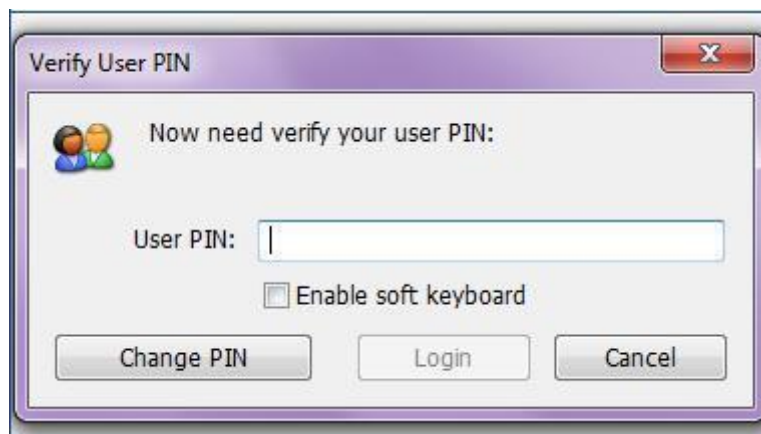 Verify User PIN
Now need verify your user PIN:
User PIN:
Enable soft keyboard
Change PIN Login Cancel